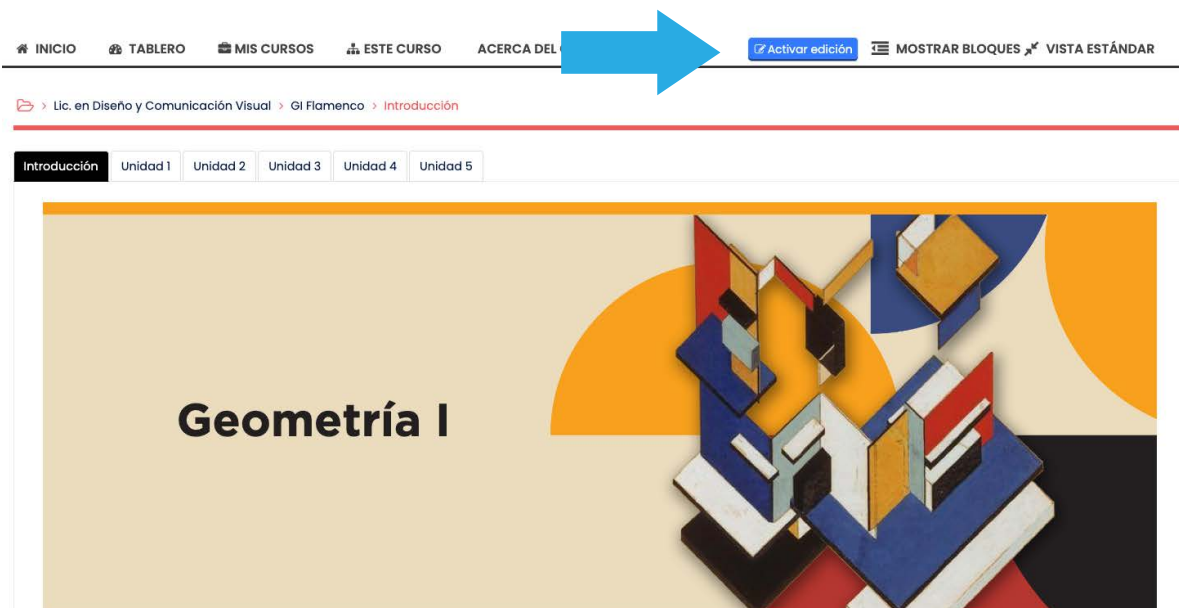 INICIO TABLERO MIS CURSOS ESTE CURSO ACERCA DEL Activar edición MOSTRAR BLOQUES VISTA ESTÁNDAR
> Lic. en Diseño y Comunicación Visual > GI Flamenco > Introducción
Introducción Unidad 1 Unidad 2 Unidad 3 Unidad 4 Unidad 5
Geometría I